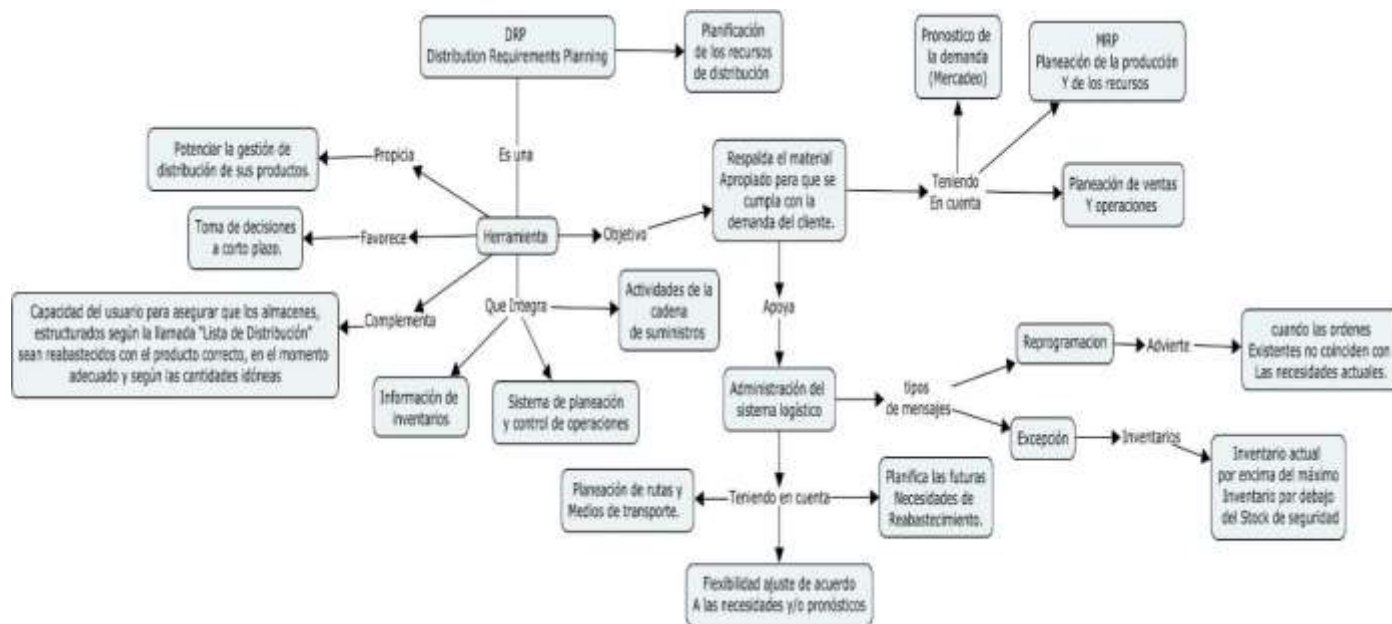 DRP
Distribution Requirements Planning
Planificación
de los recursos
de distribución
Pronostico de
la demanda
(Mercadeo)
MRP
Planeación de la producción
Y de los recursos
Potenciar la gestión de
distribución de sus productos.
Propicia
Es una
Respalda el material
Apropiado para que se
cumpla con la
demanda del cliente.
Teniendo
En cuenta
Planeación de ventas
Y operaciones
Toma de decisiones
a corto plazo.
Favorece
Herramienta
Objetivo
Capacidad del usuario para asegurar que los almacenes,
estructurados según la llamada "Lista de Distribución"
sean reabastecidos con el producto correcto, en el momento
adecuado y según las cantidades idóneas
Complementa
Que Integra
Actividades de la
cadena
de suministros
Apoya
Información de
inventarios
Sistema de planeación
y control de operaciones
Administración del
sistema logístico
tipos
de mensajes
Reprogramacion
Advierte
cuando las ordenes
Existentes no coinciden con
Las necesidades actuales.
Excepción
Inventarios
Inventario actual
por encima del máximo
Inventario por debajo
del Stock de seguridad
Planeación de rutas y
Medios de transporte.
Teniendo en cuenta
Planifica las futuras
Necesidades de
Reabastecimiento.
Flexibilidad ajuste de acuerdo
A las necesidades y/o pronósticos